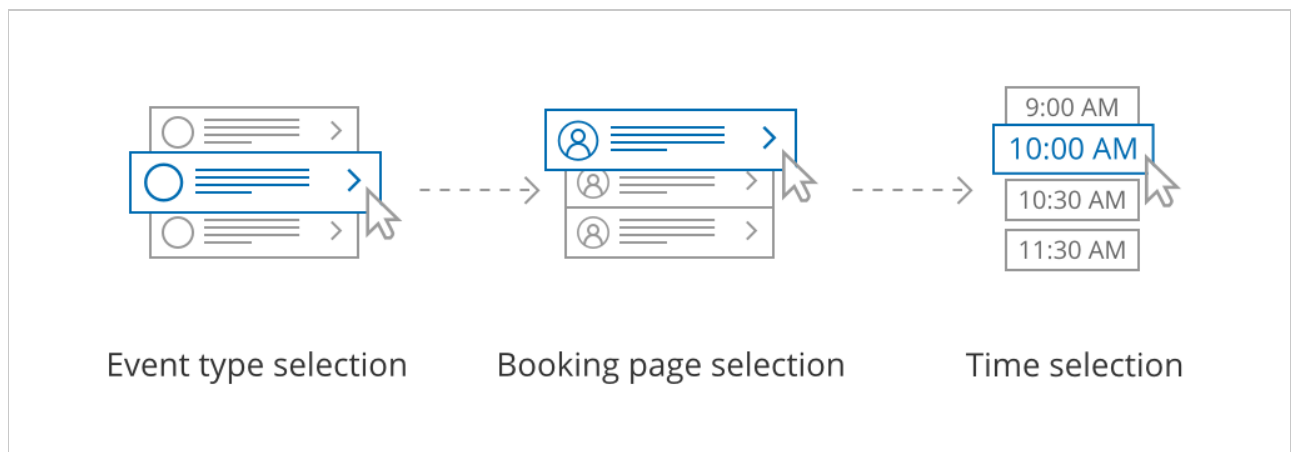 9:00 AM
10:00 AM
10:30 AM
11:30 AM
Event type selection
Booking page selection
Time selection